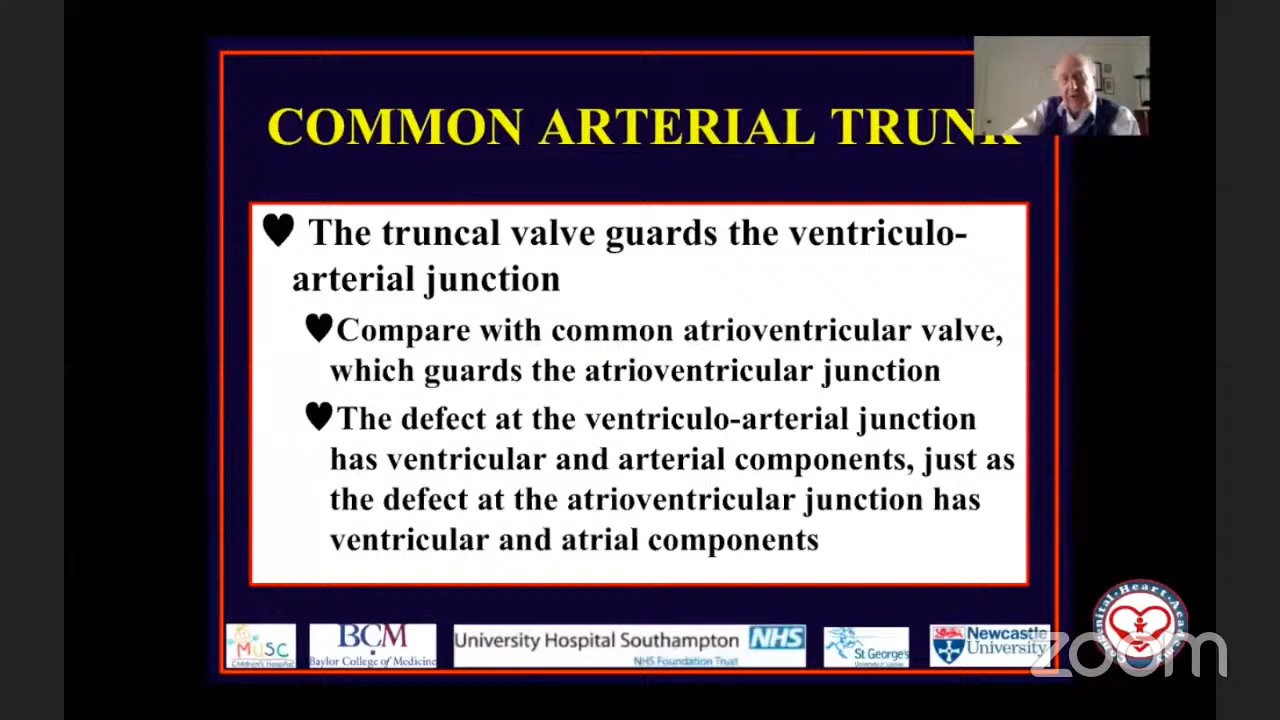 COMMON ARTERIAL TRUNK
♥ The truncal valve guards the ventriculo-
arterial junction
♥Compare with common atrioventricular valve,
which guards the atrioventricular junction
♥The defect at the ventriculo-arterial junction
has ventricular and arterial components, just as
the defect at the atrioventricular junction has
ventricular and atrial components
MUSC
Children's Hospital
BCM
Baylor College of Medicine
University Hospital Southampton NHS
NHS Foundation Trust
St George's
University of London
Newcastle
University
zoom